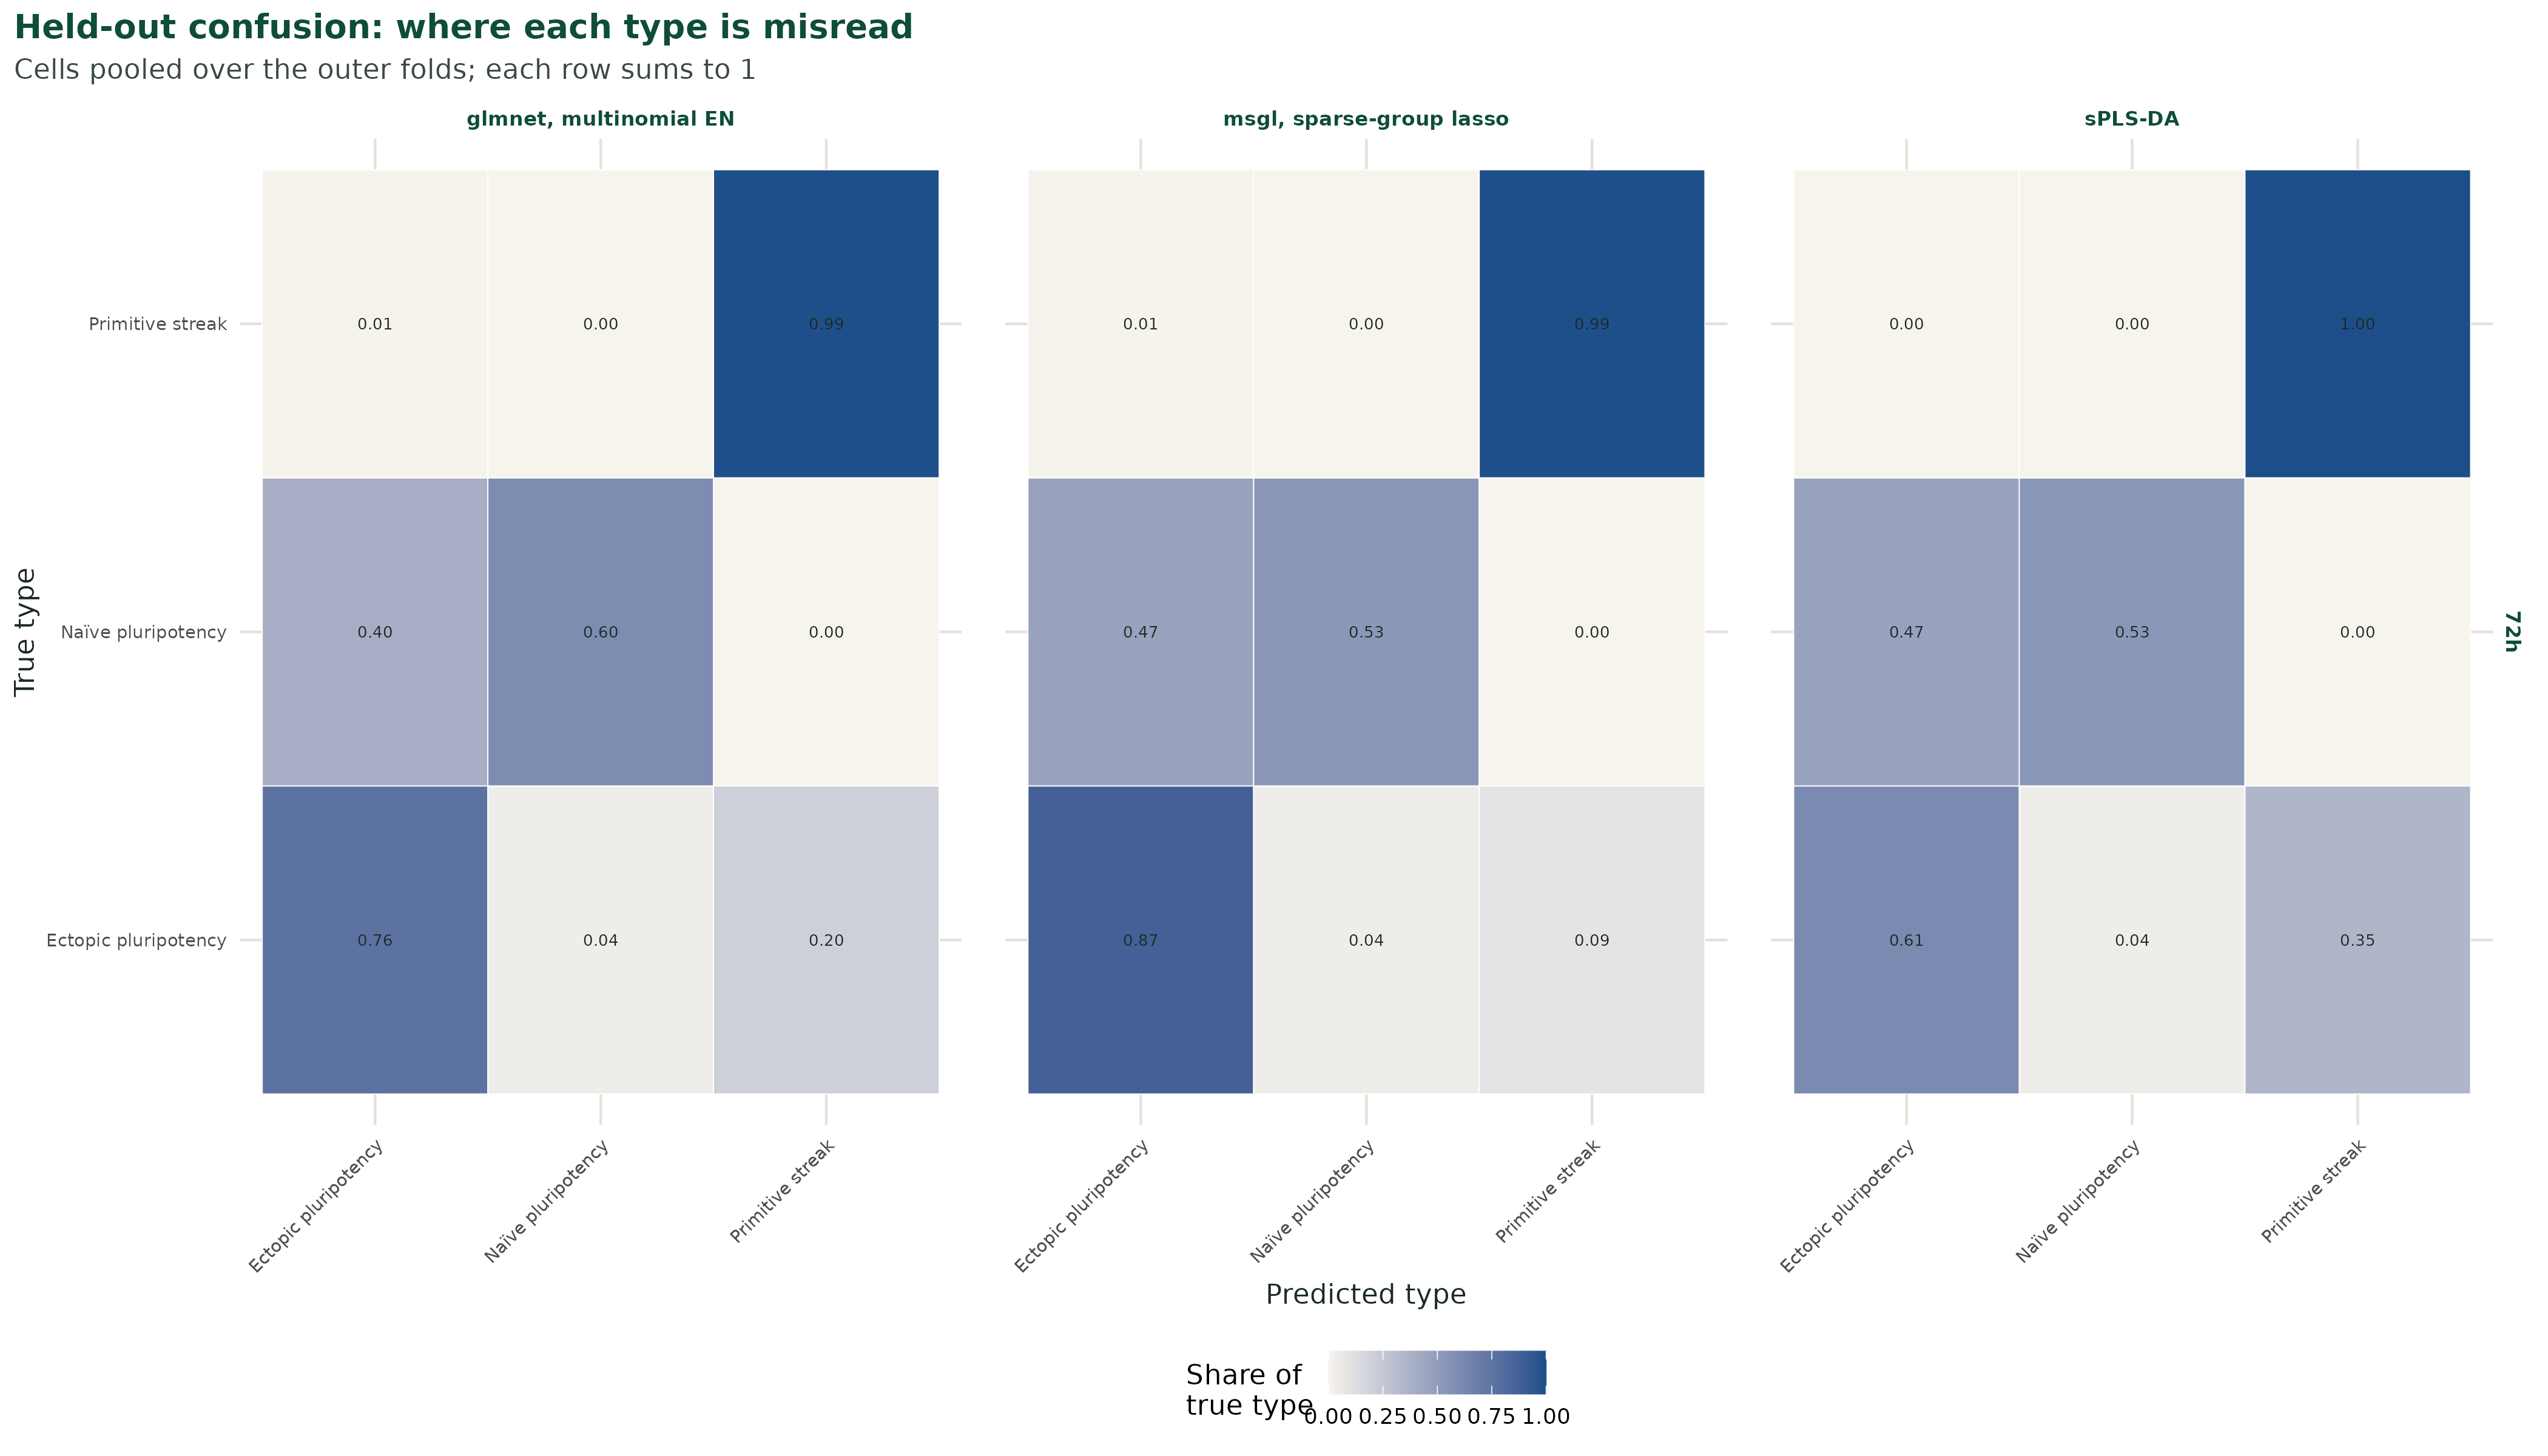 Held-out confusion: where each type is misread
Cells pooled over the outer folds; each row sums to 1
glmnet, multinomial EN
msgl, sparse-group lasso
sPLS-DA
True type
Primitive streak
0.01 0.00 0.99
0.01 0.00 0.99
0.00 0.00 1.00
Naïve pluripotency
0.40 0.60 0.00
0.47 0.53 0.00
0.47 0.53 0.00
72h
Ectopic pluripotency
0.76 0.04 0.20
0.87 0.04 0.09
0.61 0.04 0.35
Ectopic pluripotency
Naïve pluripotency
Primitive streak
Ectopic pluripotency
Naïve pluripotency
Primitive streak
Ectopic pluripotency
Naïve pluripotency
Primitive streak
Predicted type
Share of
true type
0.00 0.25 0.50 0.75 1.00